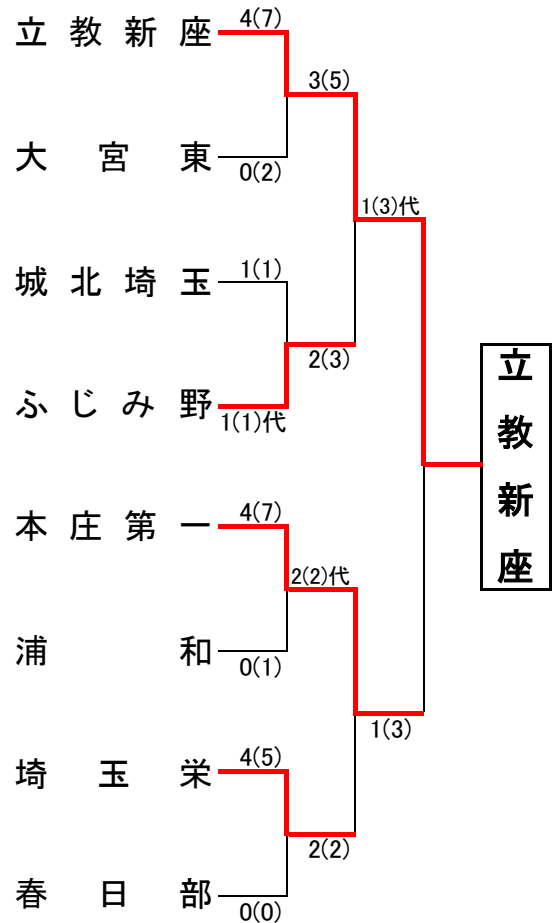 立教新座
4(7)
3(5)
大宮東
0(2)
1(3)代
城北埼玉
1(1)
2(3)
ふじみ野
1(1)代
立教新座
本庄第一
4(7)
2(2)代
浦和
0(1)
1(3)
埼玉栄
4(5)
2(2)
春日部
0(0)